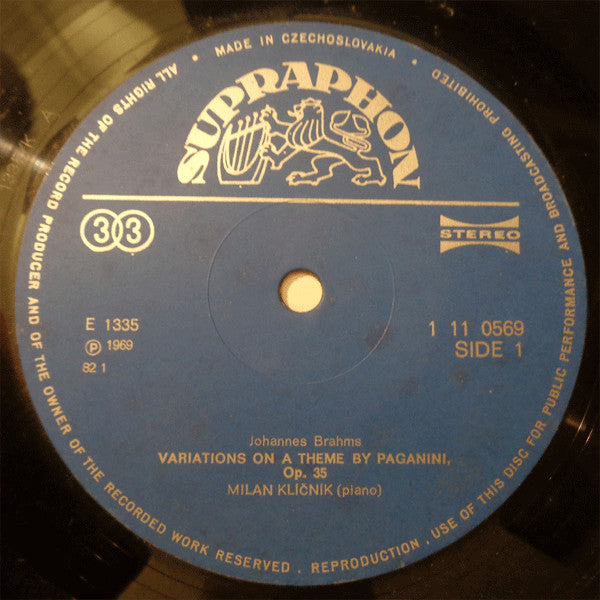 ALL RIGHTS OF THE RECORD PRODUCER AND OF THE OWNER OF THE RECORDED WORK RESERVED . REPRODUCTION , USE OF THIS DISC FOR PUBLIC PERFORMANCE AND BROADCASTING PROHIBITED
• MADE IN CZECHOSLOVAKIA •
SUPRAPHON
33
STEREO
E 1335
℗ 1969
82 1
1 11 0569
SIDE 1
Johannes Brahms
VARIATIONS ON A THEME BY PAGANINI,
Op. 35
MILAN KLÍČNÍK (piano)